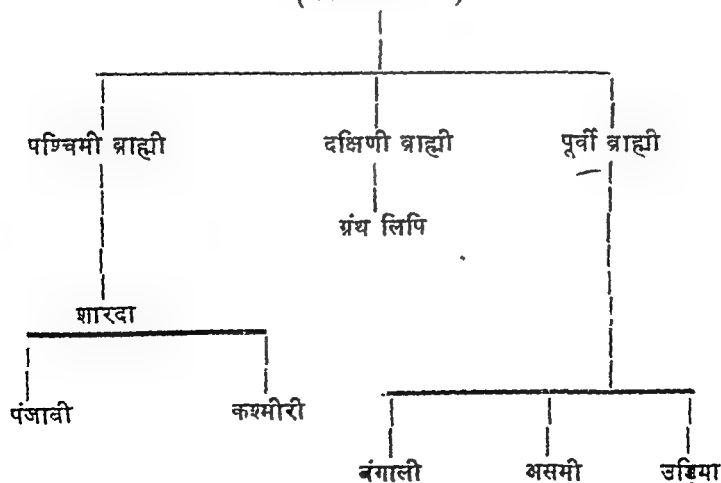 पश्चिमी ब्राह्मी दक्षिणी ब्राह्मी पूर्वी ब्राह्मी
ग्रंथ लिपि
शारदा
पंजाबी कश्मीरी
बंगाली असमी उड़िया